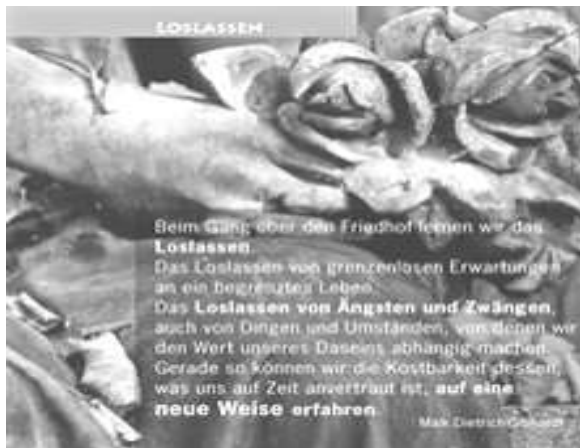 LOSLASSEN
Beim Gang über den Friedhof lernen wir das
Loslassen.
Das Loslassen von grenzenlosen Erwartungen
an ein begrenztes Leben.
Das Loslassen von Ängsten und Zwängen,
auch von Dingen und Umständen, von denen wir
den Wert unseres Daseins abhängig machen.
Gerade so können wir die Kostbarkeit dessen,
was uns auf Zeit anvertraut ist, auf eine
neue Weise erfahren.
Maik Dietrich-Gibhardt